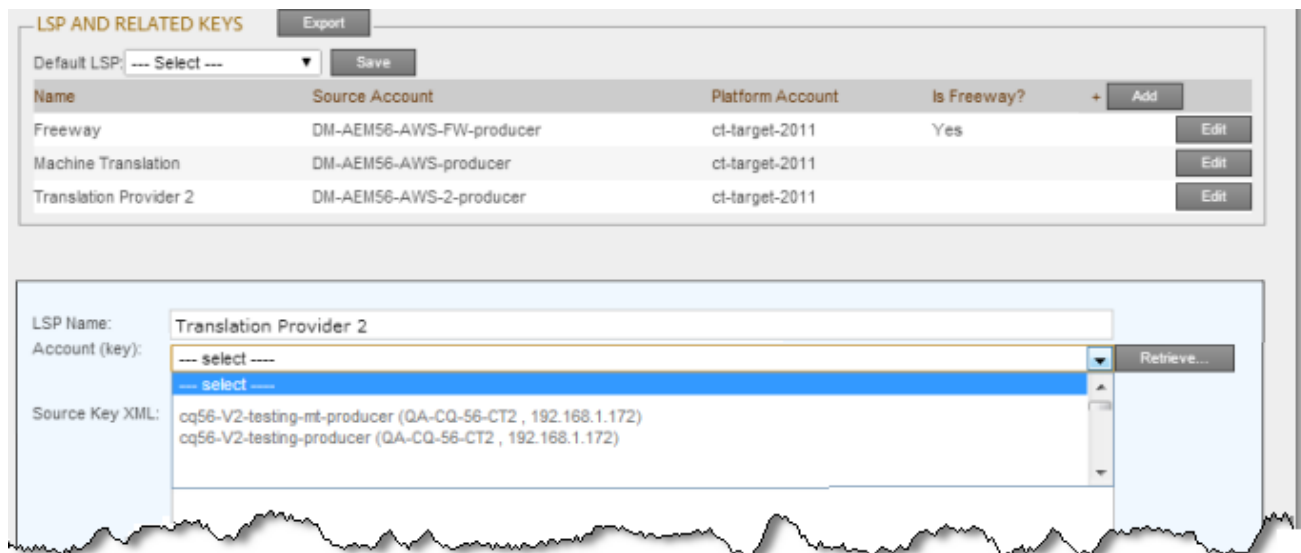 LSP AND RELATED KEYS Export
Default LSP: --- Select --- Save
Name Source Account Platform Account Is Freeway? + Add
Freeway DM-AEM56-AWS-FW-producer ct-target-2011 Yes Edit
Machine Translation DM-AEM56-AWS-producer ct-target-2011 Edit
Translation Provider 2 DM-AEM56-AWS-2-producer ct-target-2011 Edit
LSP Name: Translation Provider 2
Account (key): --- select ---- Retrieve...
--- select ----
Source Key XML: cq56-V2-testing-mt-producer (QA-CQ-56-CT2 , 192.168.1.172)
cq56-V2-testing-producer (QA-CQ-56-CT2 , 192.168.1.172)